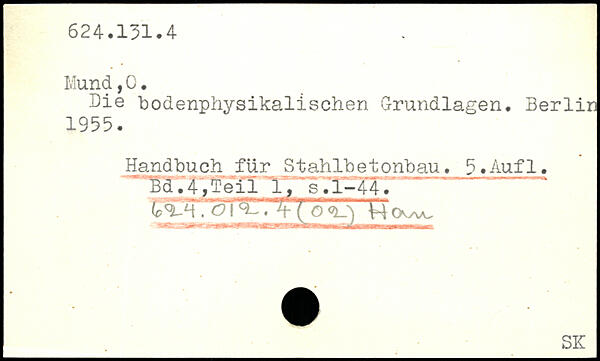 624.131.4
Mund,O.
Die bodenphysikalischen Grundlagen. Berlin
1955.
Handbuch für Stahlbetonbau. 5.Aufl.
Bd.4,Teil 1, s.1-44.
624.012.4(02) Han
SK